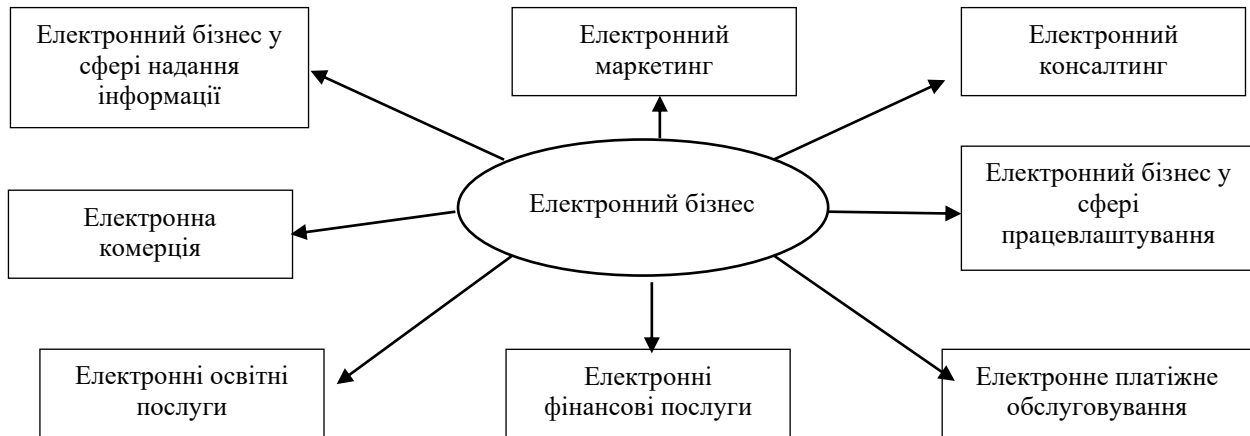 Електронний бізнес у
сфері надання
інформації
Електронний
маркетинг
Електронний
консалтинг
Електронна
комерція
Електронний бізнес
Електронний бізнес у
сфері
працевлаштування
Електронні освітні
послуги
Електронні
фінансові послуги
Електронне платіжне
обслуговування